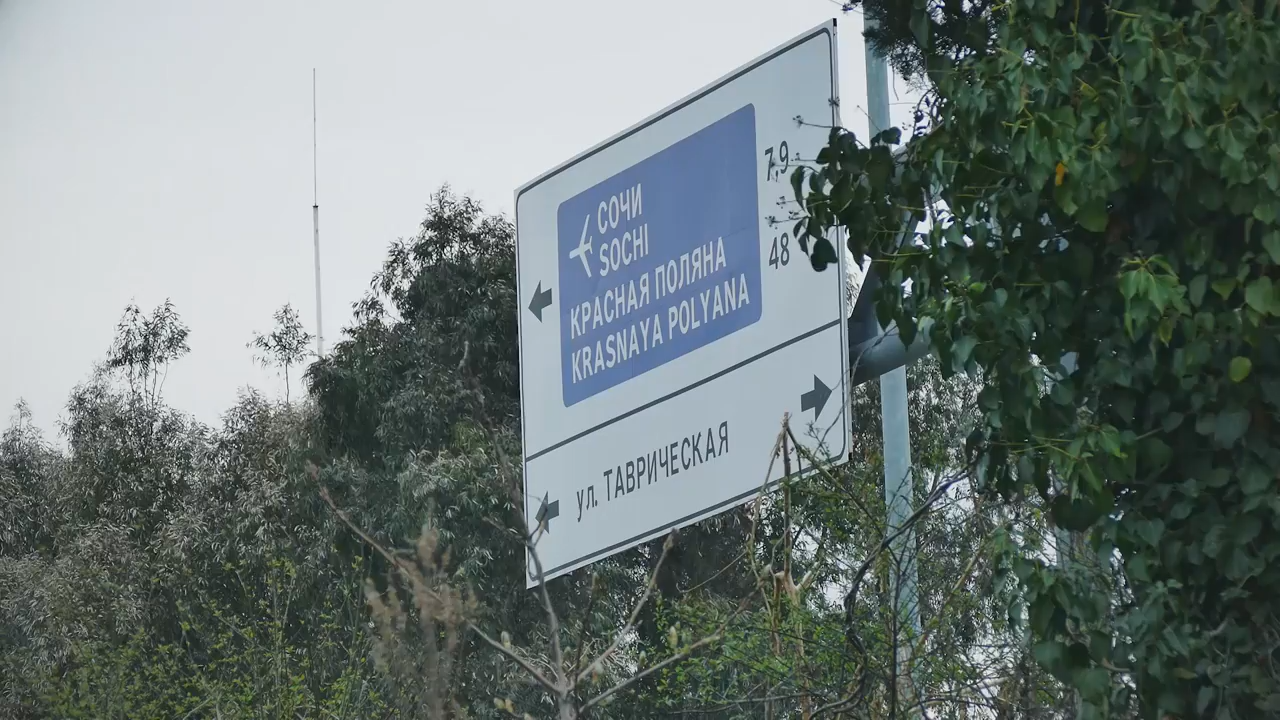 СОЧИ 7,9
SOCHI
КРАСНАЯ ПОЛЯНА 48
KRASNAYA POLYANA
ул. ТАВРИЧЕСКАЯ